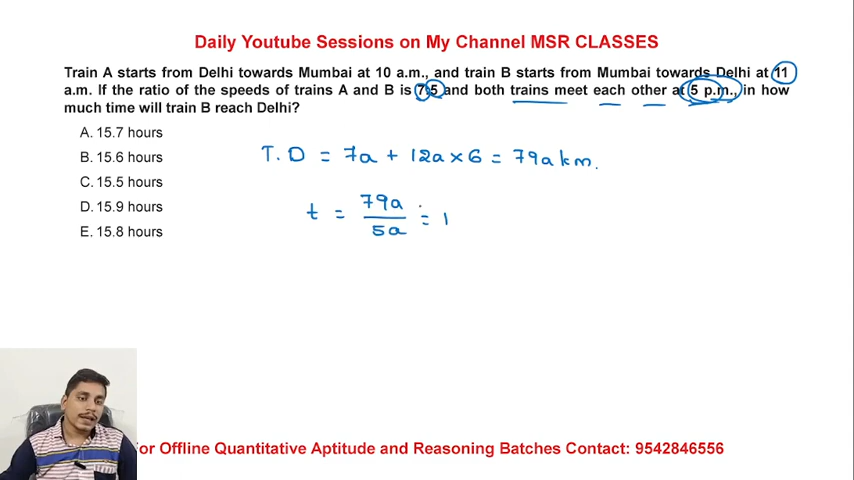 Daily Youtube Sessions on My Channel MSR CLASSES
Train A starts from Delhi towards Mumbai at 10 a.m., and train B starts from Mumbai towards Delhi at 11
a.m. If the ratio of the speeds of trains A and B is 7:5 and both trains meet each other at 5 p.m., in how
much time will train B reach Delhi?
A. 15.7 hours
B. 15.6 hours
C. 15.5 hours
D. 15.9 hours
E. 15.8 hours
T. D = 7a + 12a × 6 = 79a km.
t = 79a / 5a = 1
or Offline Quantitative Aptitude and Reasoning Batches Contact: 9542846556